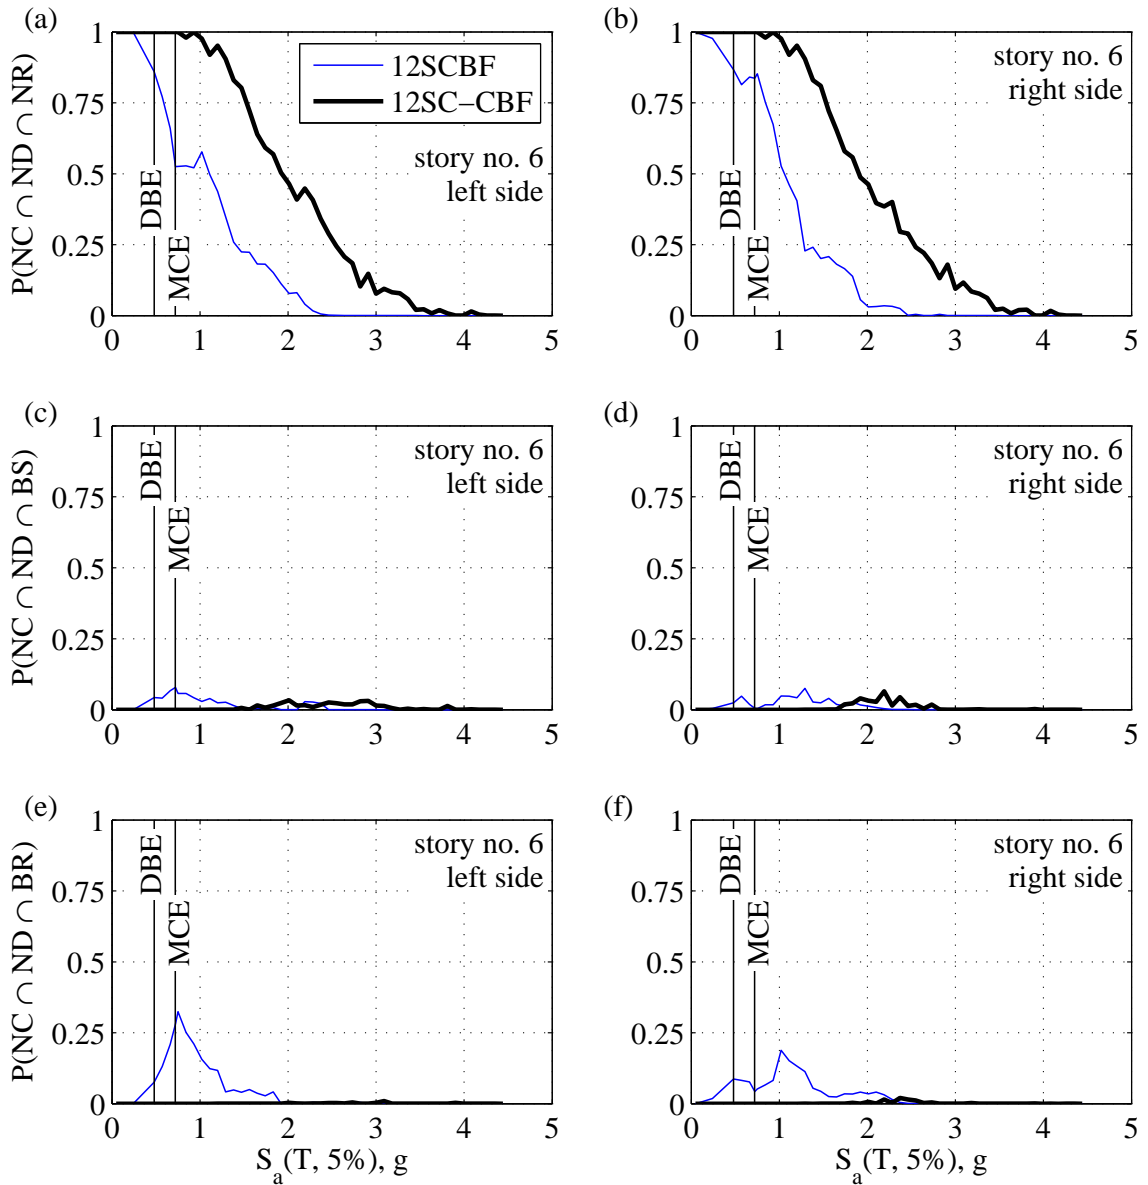 (a)
P(NC ∩ ND ∩ NR)
1
0.75
0.5
0.25
0
0 1 2 3 4 5
DBE
MCE
12SCBF
12SC−CBF
story no. 6
left side
(b)
1
0.75
0.5
0.25
0
0 1 2 3 4 5
DBE
MCE
story no. 6
right side
(c)
P(NC ∩ ND ∩ BS)
1
0.75
0.5
0.25
0
0 1 2 3 4 5
DBE
MCE
story no. 6
left side
(d)
1
0.75
0.5
0.25
0
0 1 2 3 4 5
DBE
MCE
story no. 6
right side
(e)
P(NC ∩ ND ∩ BR)
1
0.75
0.5
0.25
0
0 1 2 3 4 5
DBE
MCE
story no. 6
left side
S_a(T, 5%), g
(f)
1
0.75
0.5
0.25
0
0 1 2 3 4 5
DBE
MCE
story no. 6
right side
S_a(T, 5%), g